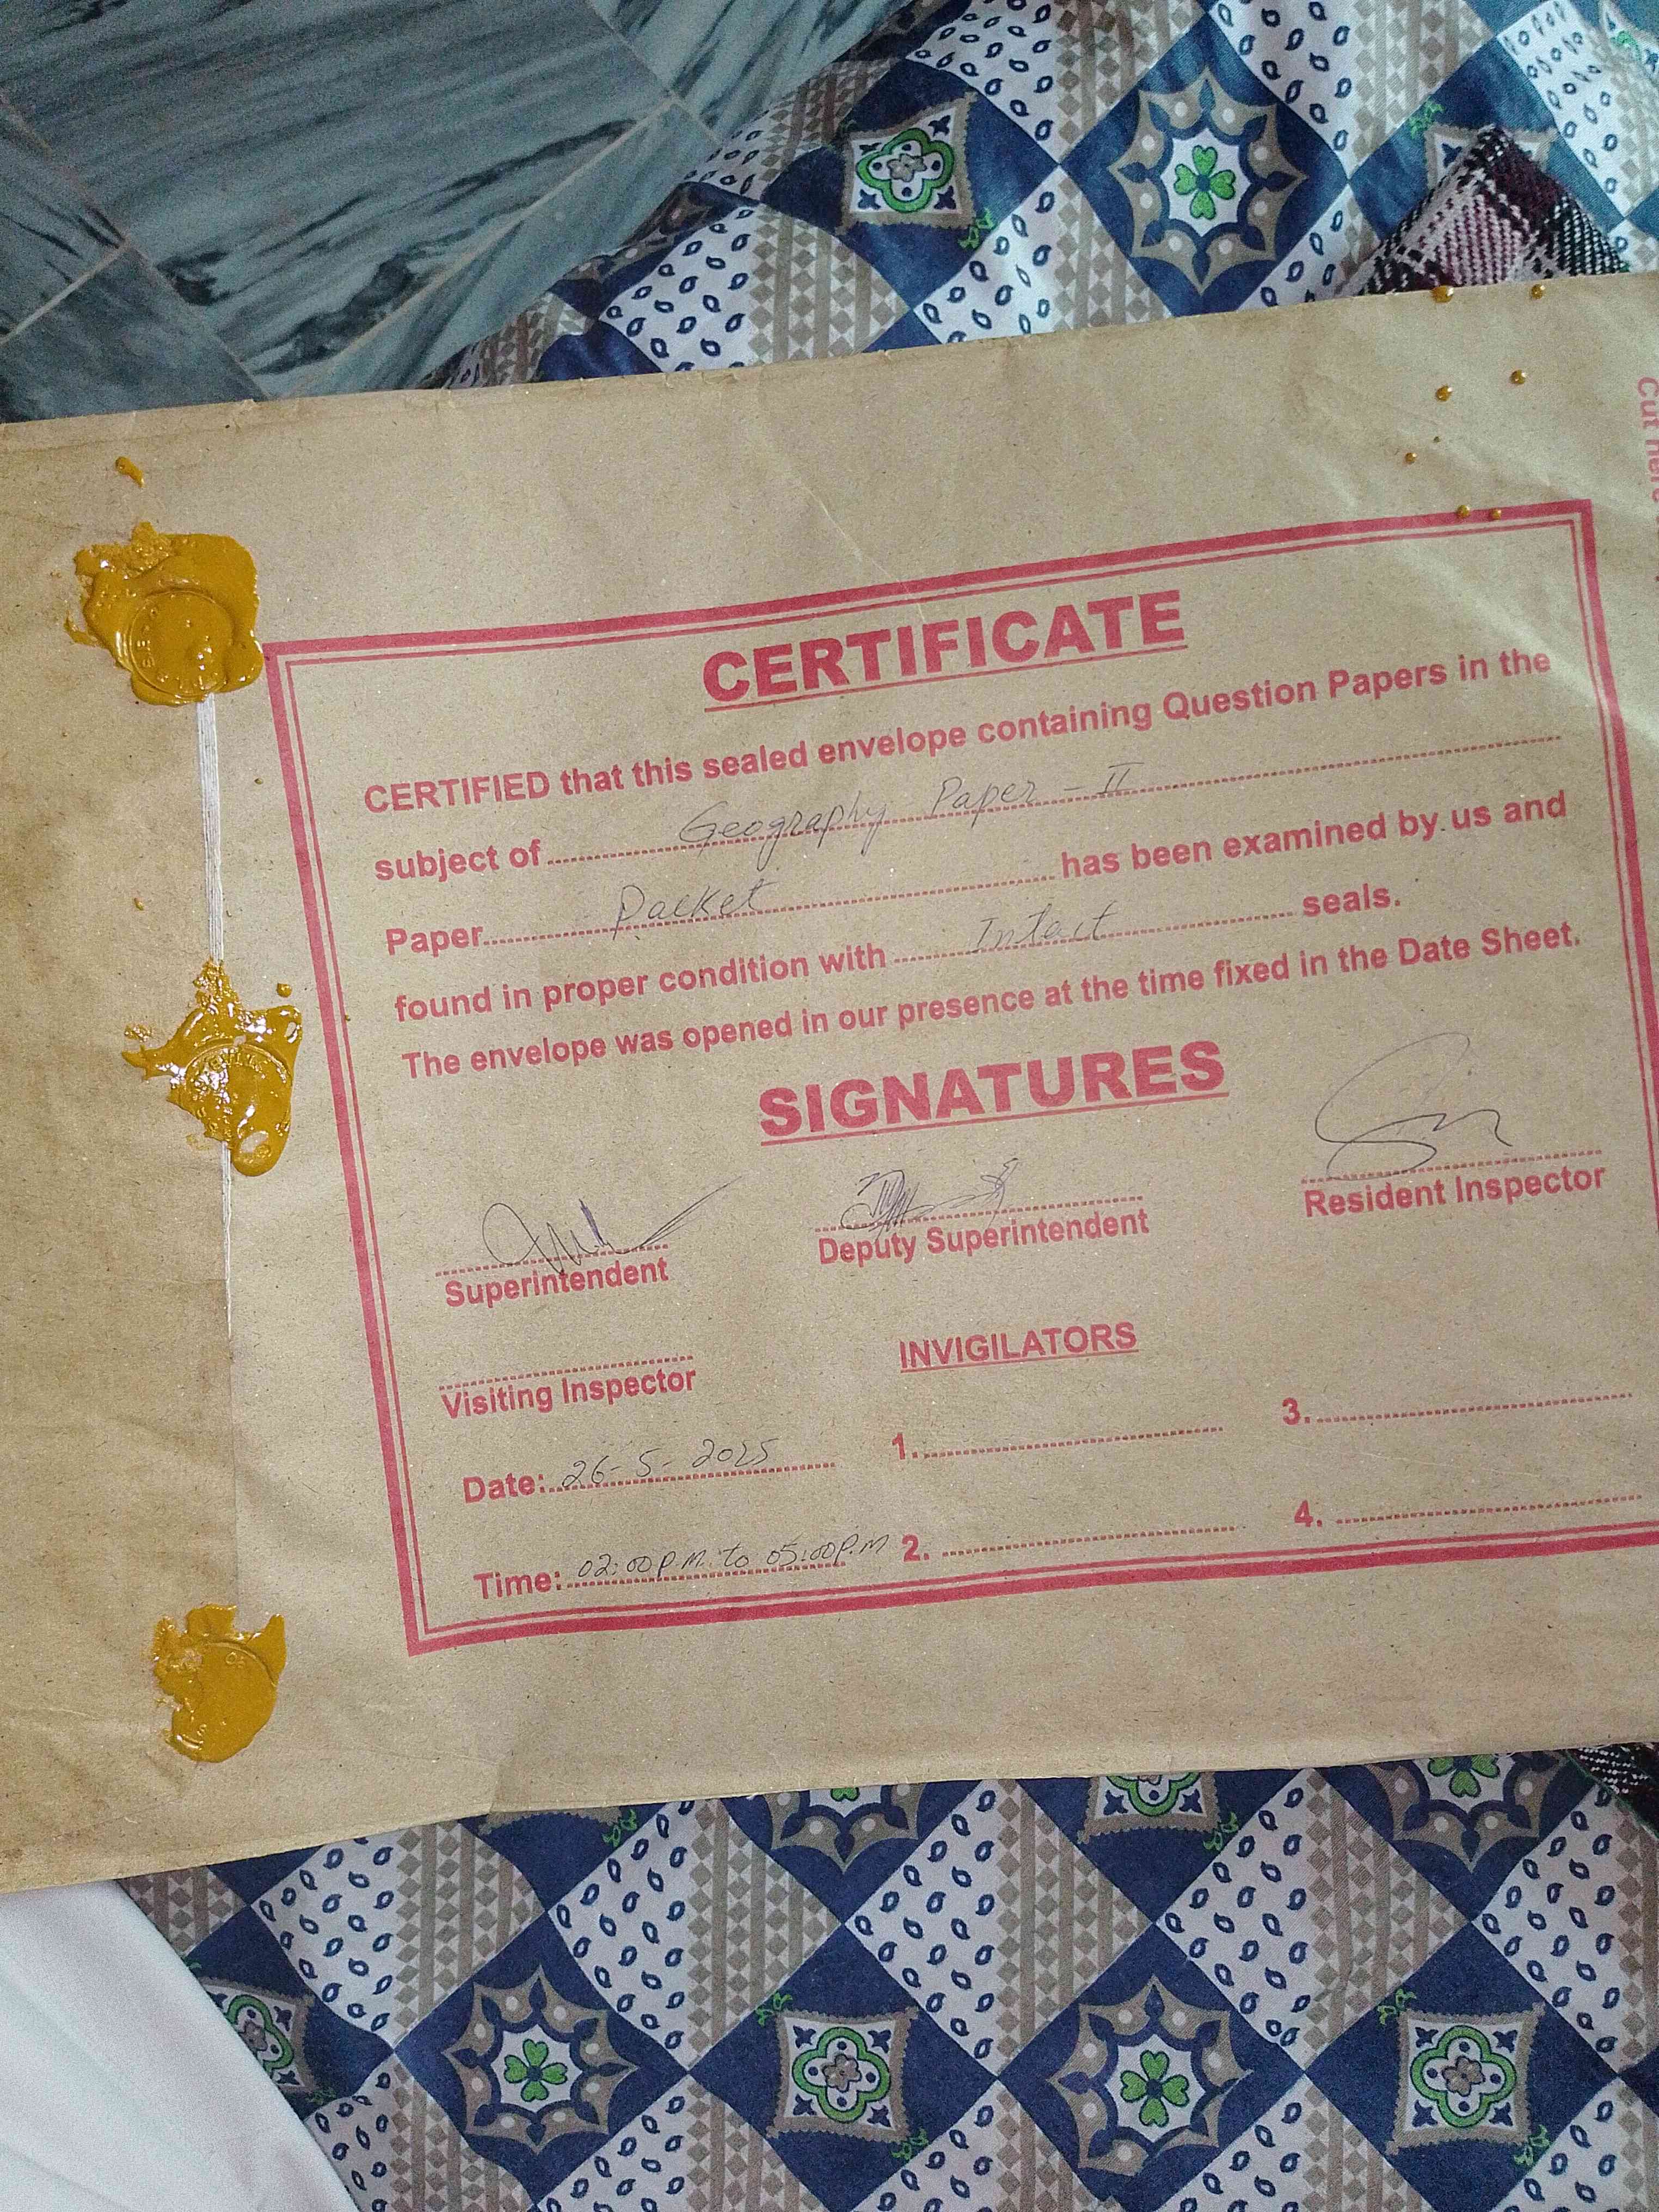 Cut here
CERTIFICATE
CERTIFIED that this sealed envelope containing Question Papers in the
subject of Geography Paper - II
Paper Packet has been examined by us and
found in proper condition with Intact seals.
The envelope was opened in our presence at the time fixed in the Date Sheet.
SIGNATURES
Superintendent
Deputy Superintendent
Resident Inspector
Visiting Inspector
INVIGILATORS
Date: 26-5-2025
1.
3.
Time: 02:00 P.M. to 05:00 P.M
2.
4.